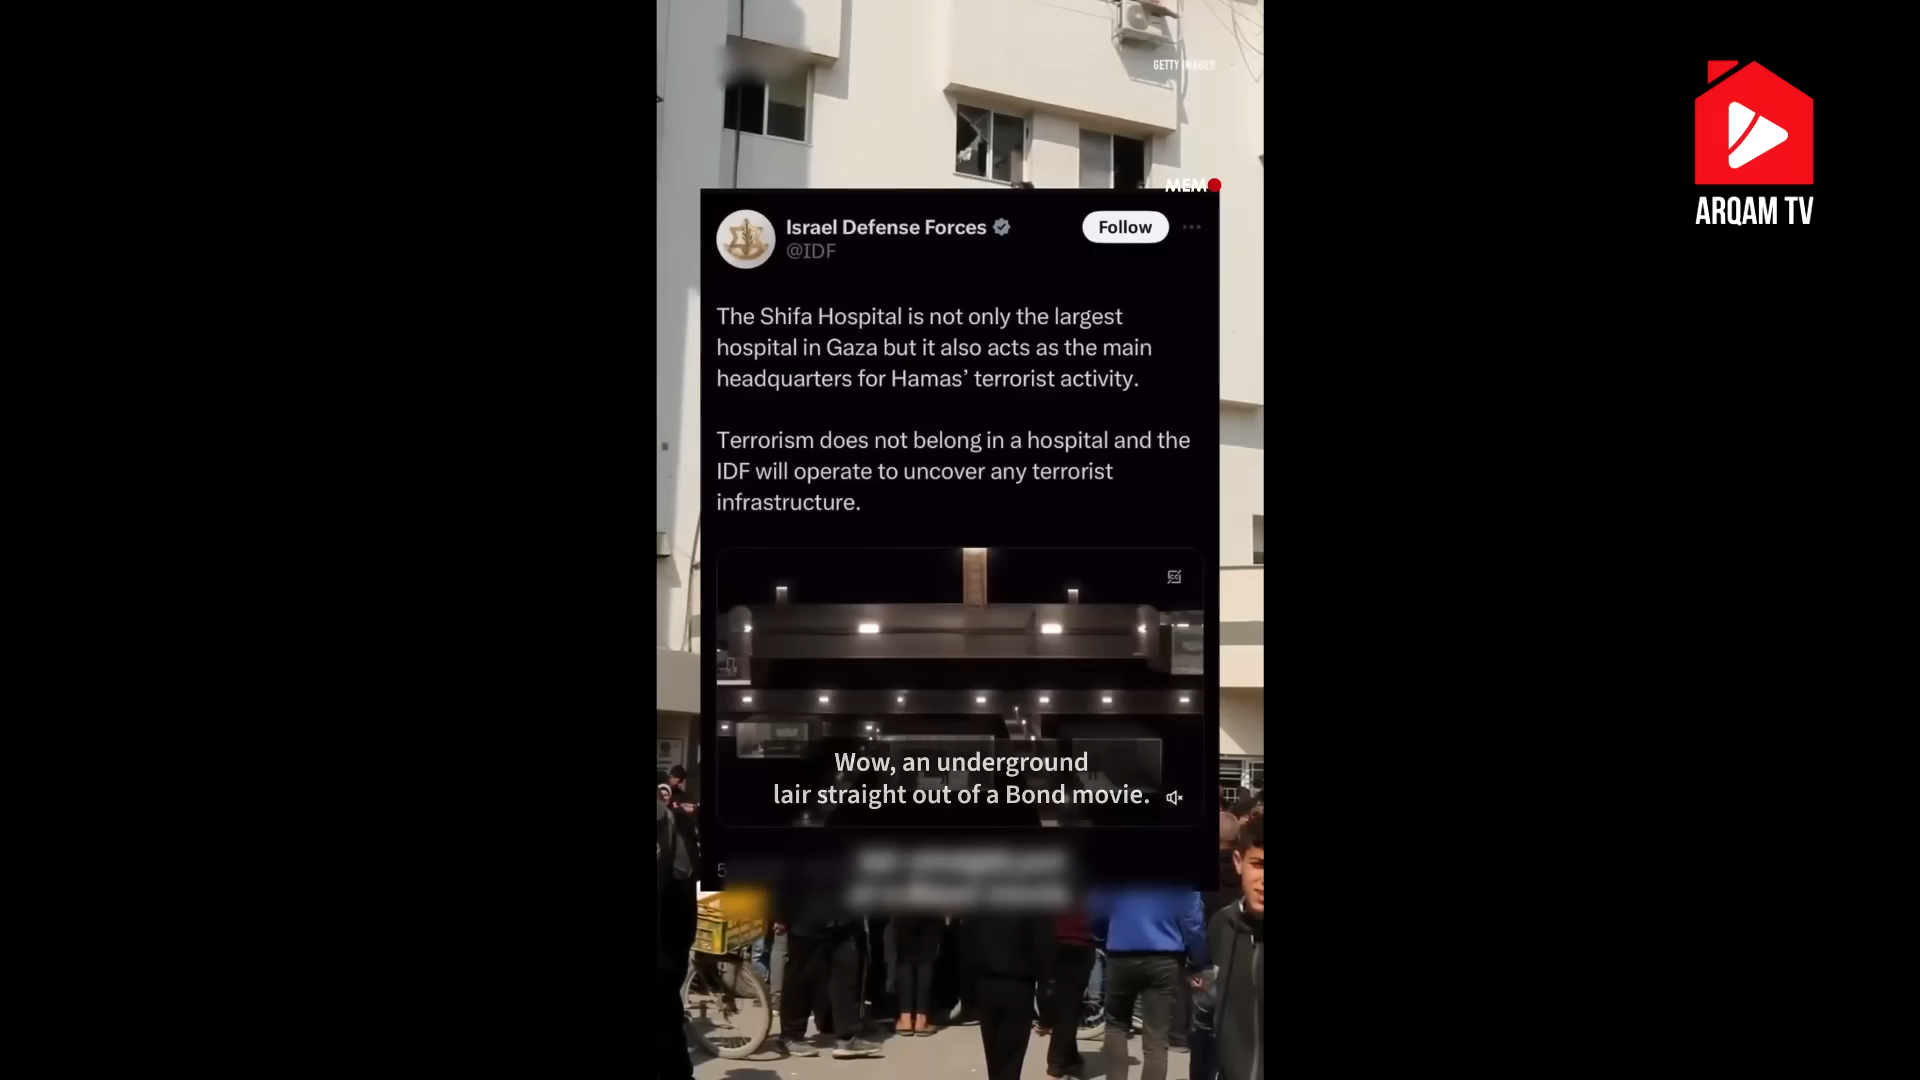 GETTY IMAGES
MEMO
ARQAM TV
Israel Defense Forces
@IDF
Follow
The Shifa Hospital is not only the largest
hospital in Gaza but it also acts as the main
headquarters for Hamas’ terrorist activity.
Terrorism does not belong in a hospital and the
IDF will operate to uncover any terrorist
infrastructure.
Wow, an underground
lair straight out of a Bond movie.